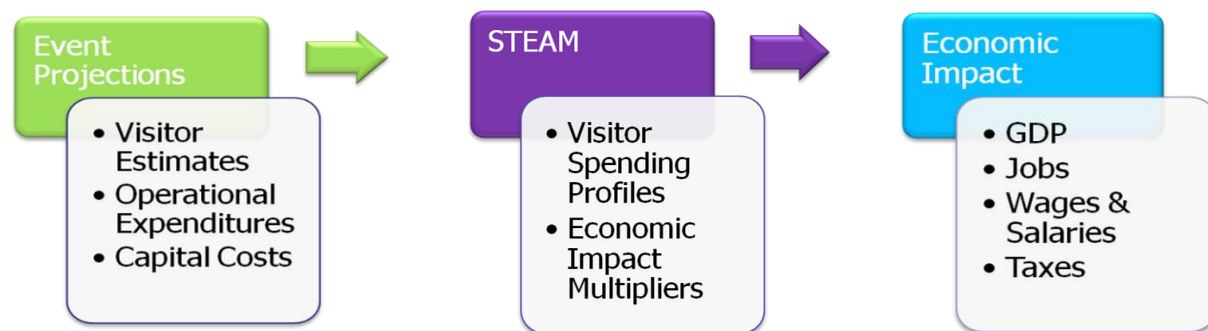 Event
Projections
• Visitor
Estimates
• Operational
Expenditures
• Capital Costs
STEAM
• Visitor
Spending
Profiles
• Economic
Impact
Multipliers
Economic
Impact
• GDP
• Jobs
• Wages &
Salaries
• Taxes